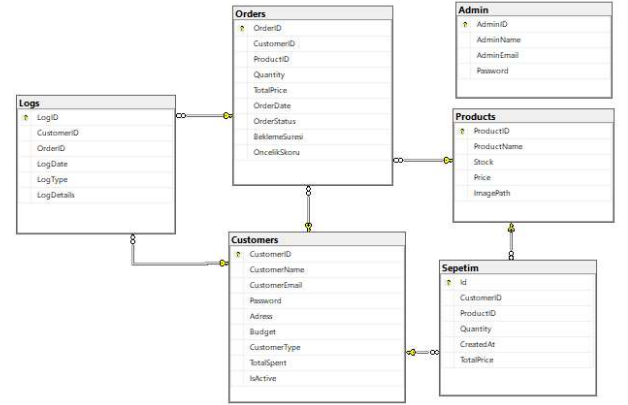 Orders
OrderID
CustomerID
ProductID
Quantity
TotalPrice
OrderDate
OrderStatus
BeklemeSuresi
OncelikSkoru
Admin
AdminID
AdminName
AdminEmail
Password
Logs
LogID
CustomerID
OrderID
LogDate
LogType
LogDetails
Products
ProductID
ProductName
Stock
Price
ImagePath
Customers
CustomerID
CustomerName
CustomerEmail
Password
Adress
Budget
CustomerType
TotalSpent
IsActive
Sepetim
Id
CustomerID
ProductID
Quantity
CreatedAt
TotalPrice